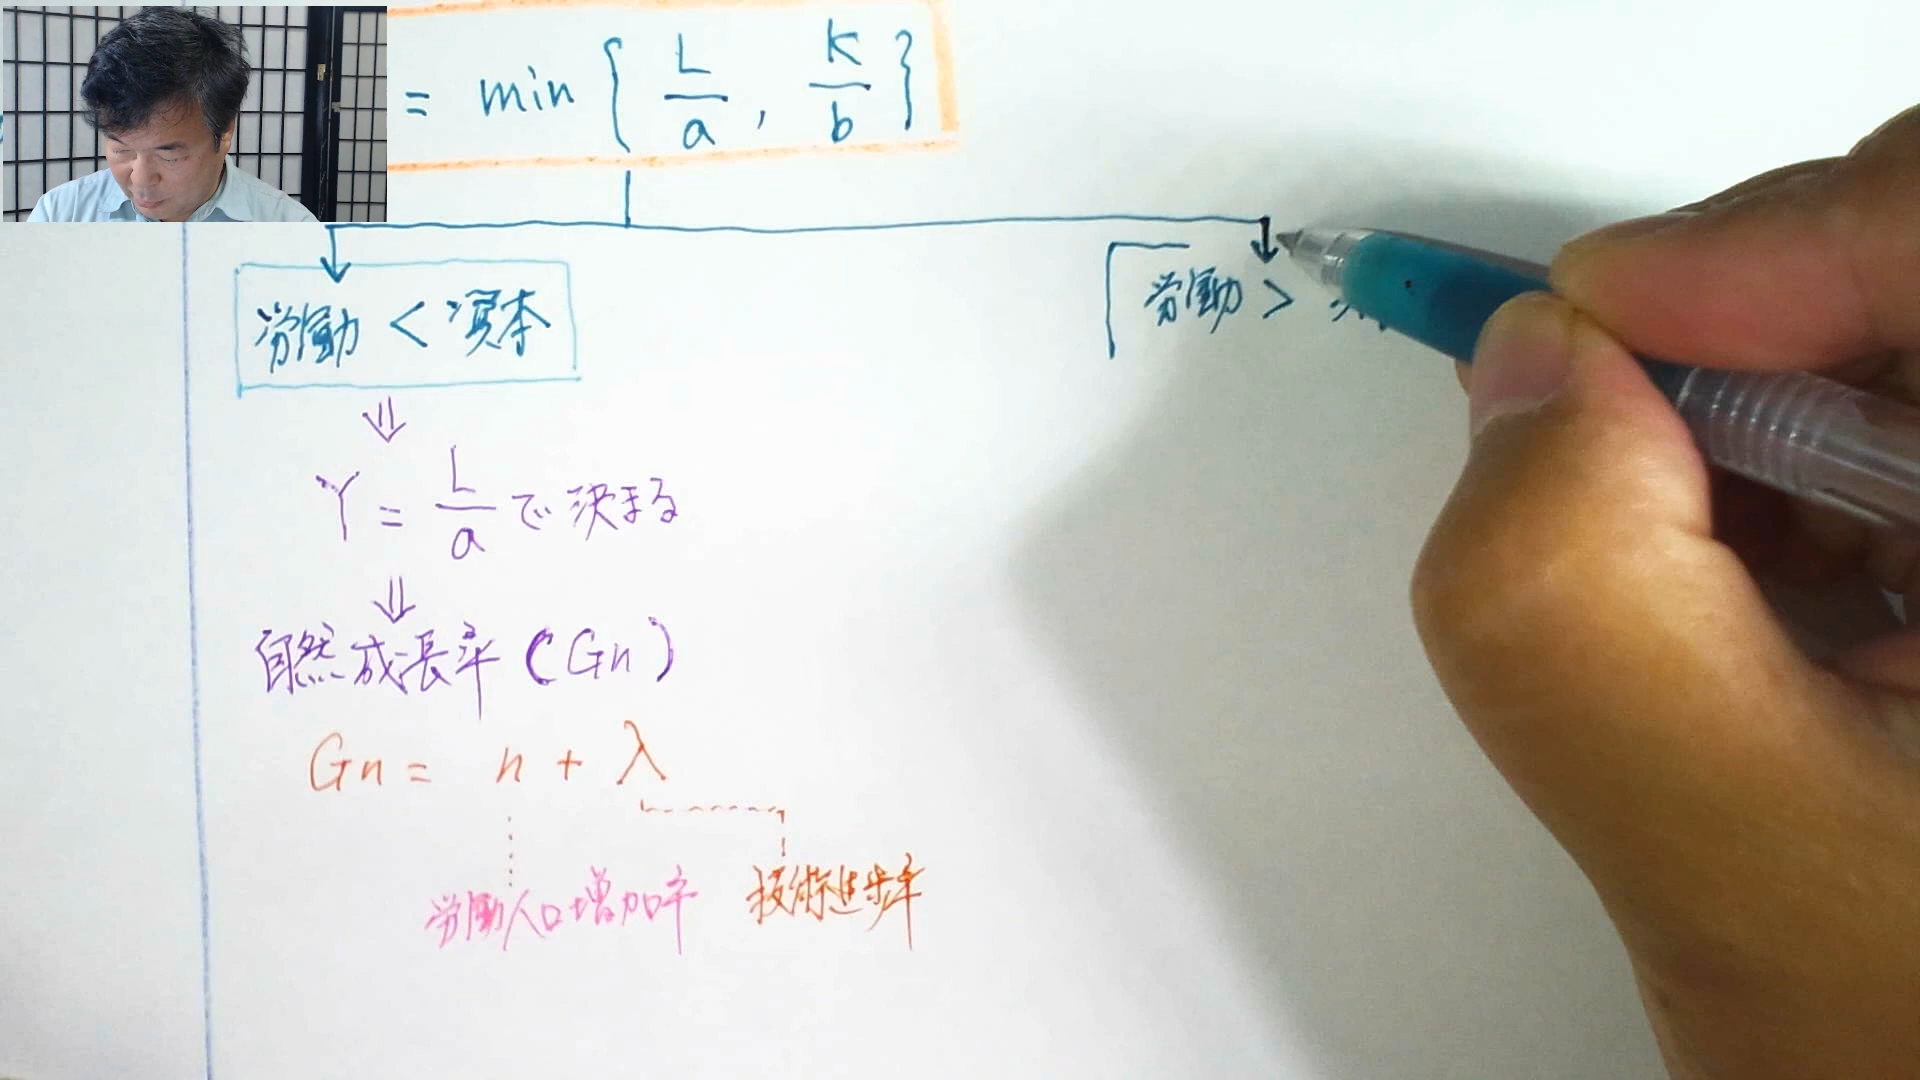 = min { L/a , K/b }
労働 < 資本
労働 >
⇓
Y = L/a で決まる
⇓
自然成長率 (Gn)
Gn = n + λ
労働人口増加率
技術進歩率